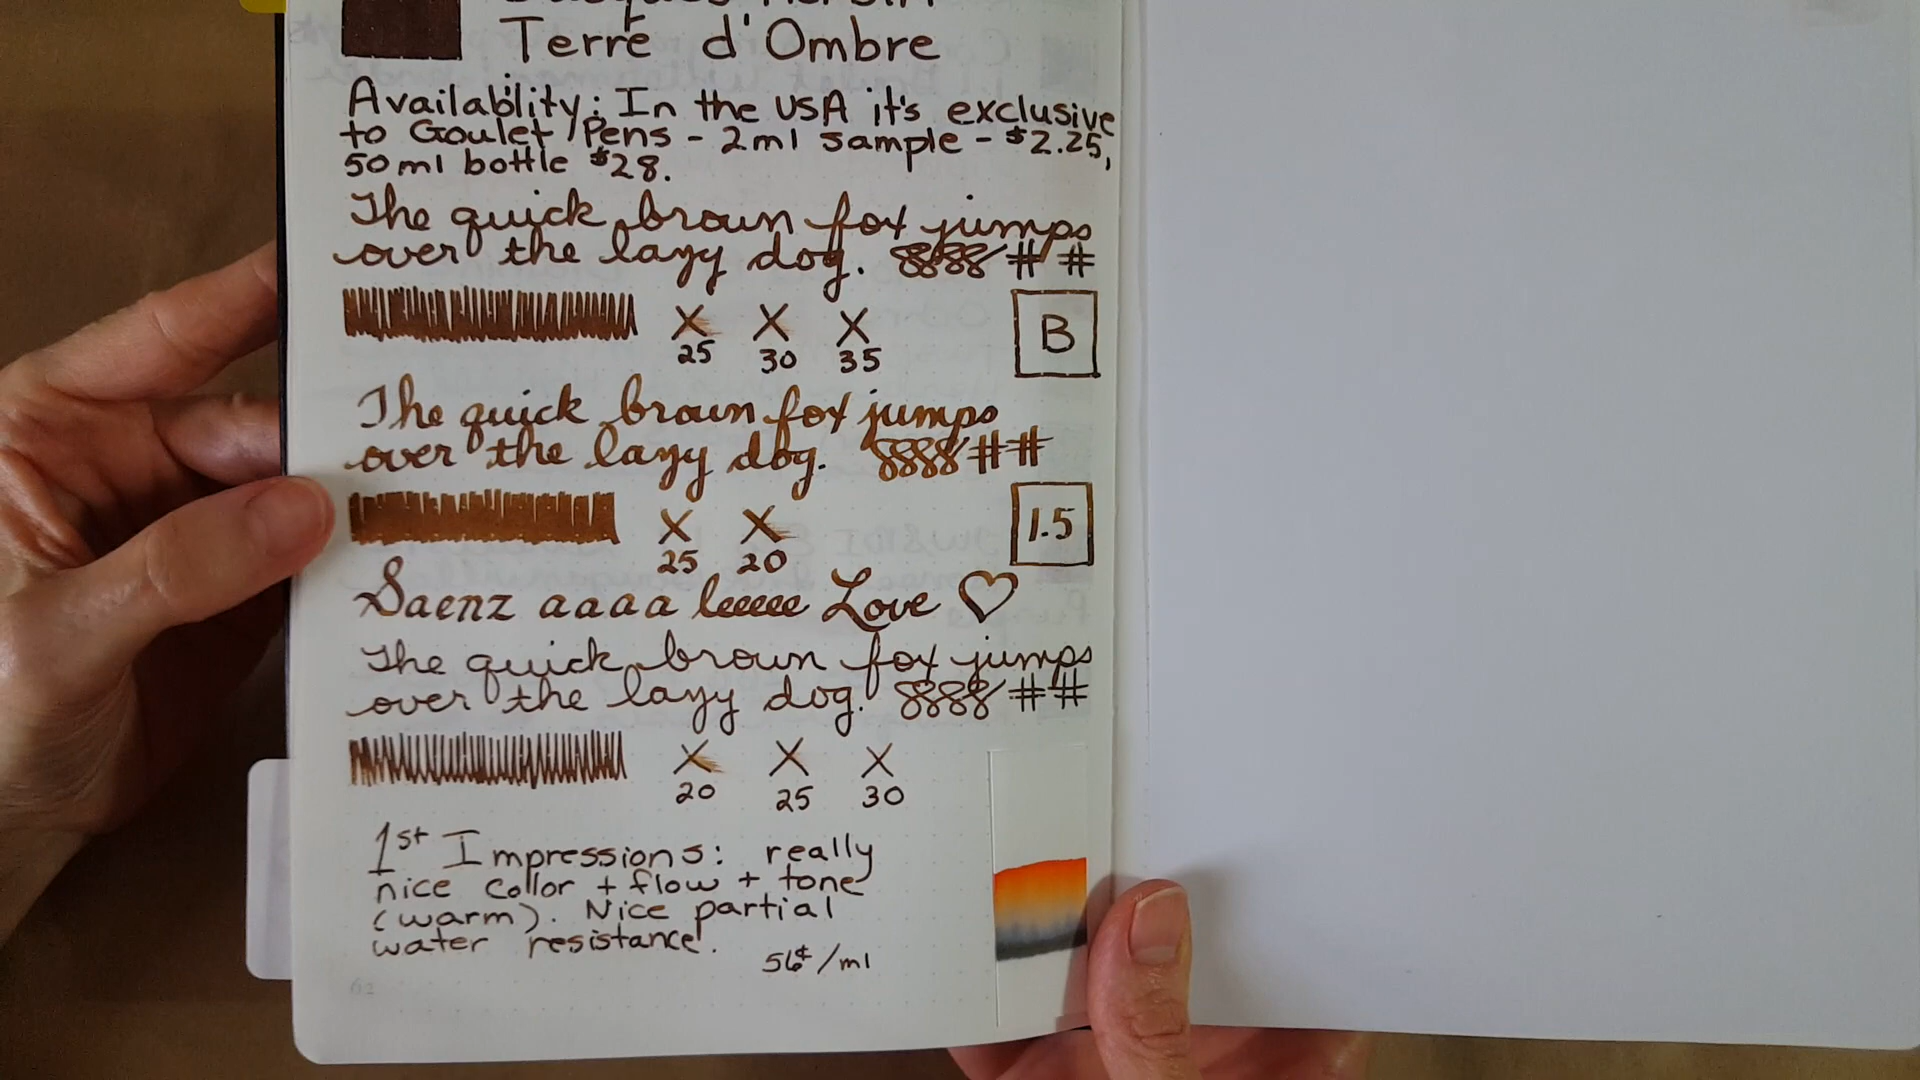 Terre d'Ombre
Availability: In the USA it's exclusive
to Goulet Pens - 2ml sample - $2.25,
50ml bottle $28.
The quick brown fox jumps
over the lazy dog. 8888 # #
X X X
25 30 35
B
The quick brown fox jumps
over the lazy dog. 8888 ##
X X
25 20
1.5
Saenz aaaa leeeee Love ♡
The quick brown fox jumps
over the lazy dog. 8888 ##
X X X
20 25 30
1st Impressions: really
nice color + flow + tone
(warm). Nice partial
water resistance.
56¢/ml
62